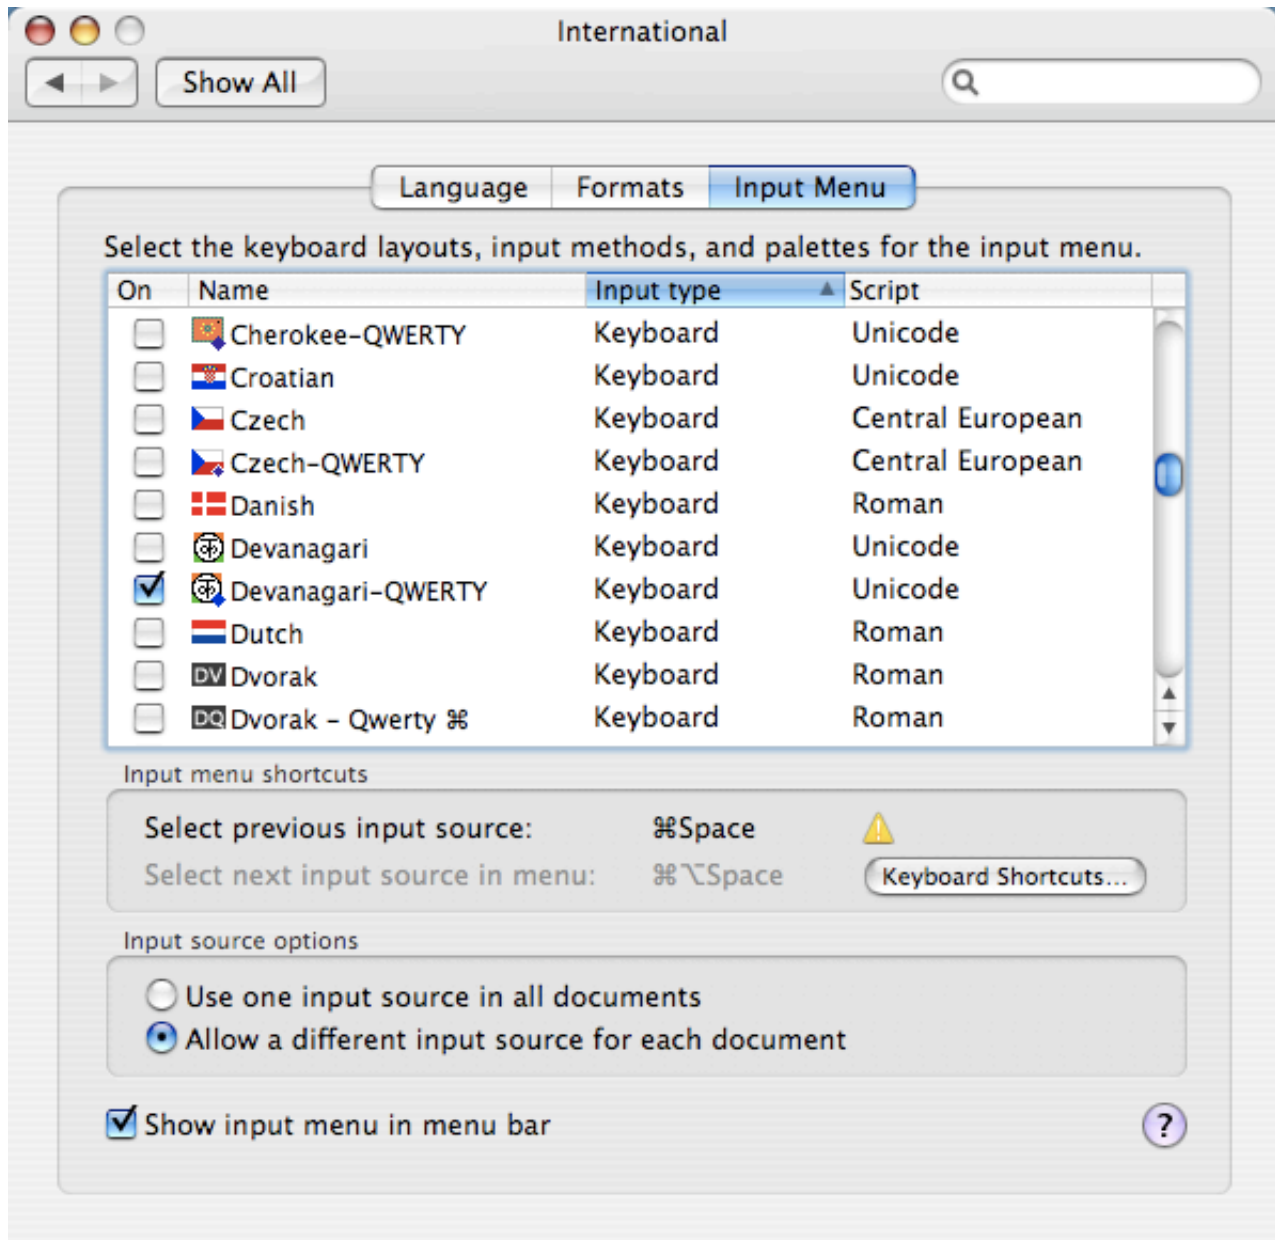 International
Show All
Language Formats Input Menu
Select the keyboard layouts, input methods, and palettes for the input menu.
On Name Input type Script
Cherokee-QWERTY Keyboard Unicode
Croatian Keyboard Unicode
Czech Keyboard Central European
Czech-QWERTY Keyboard Central European
Danish Keyboard Roman
Devanagari Keyboard Unicode
Devanagari-QWERTY Keyboard Unicode
Dutch Keyboard Roman
DV Dvorak Keyboard Roman
DQ Dvorak - Qwerty ⌘ Keyboard Roman
Input menu shortcuts
Select previous input source: ⌘Space
Select next input source in menu: ⌘⌥Space Keyboard Shortcuts...
Input source options
Use one input source in all documents
Allow a different input source for each document
Show input menu in menu bar ?